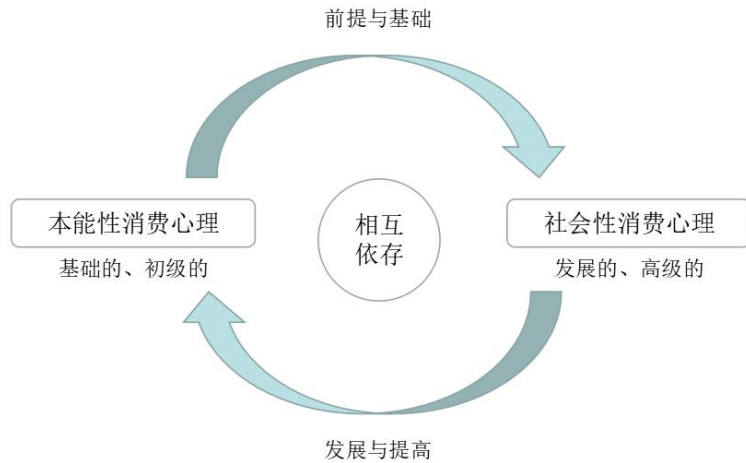 前提与基础
本能性消费心理
基础的、初级的
相互
依存
社会性消费心理
发展的、高级的
发展与提高